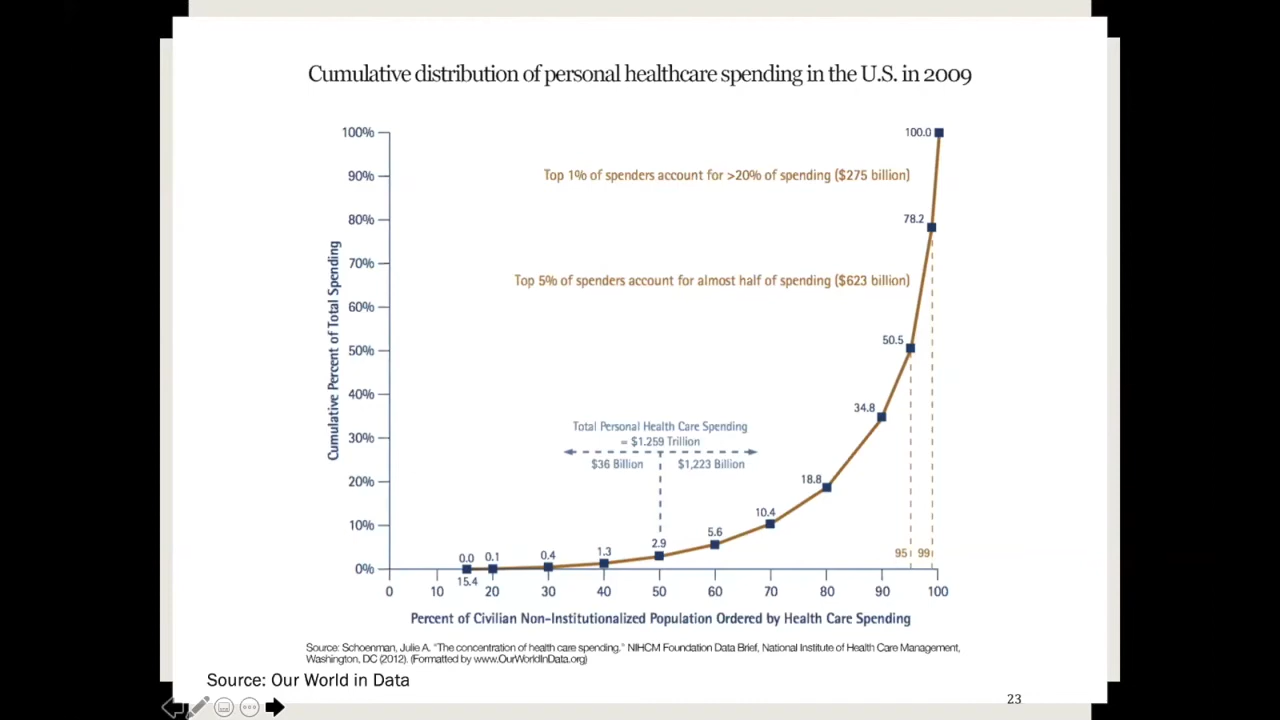 Cumulative distribution of personal healthcare spending in the U.S. in 2009
100%
90%
80%
70%
60%
50%
40%
30%
20%
10%
0%
Cumulative Percent of Total Spending
100.0
Top 1% of spenders account for >20% of spending ($275 billion)
78.2
Top 5% of spenders account for almost half of spending ($623 billion)
50.5
34.8
Total Personal Health Care Spending
= $1.259 Trillion
$36 Billion
$1,223 Billion
18.8
10.4
5.6
2.9
1.3
0.4
0.1
0.0
15.4
95
99
0 10 20 30 40 50 60 70 80 90 100
Percent of Civilian Non-Institutionalized Population Ordered by Health Care Spending
Source: Schoenman, Julie A. "The concentration of health care spending." NIHCM Foundation Data Brief, National Institute of Health Care Management,
Washington, DC (2012). (Formatted by www.OurWorldInData.org)
Source: Our World in Data
23